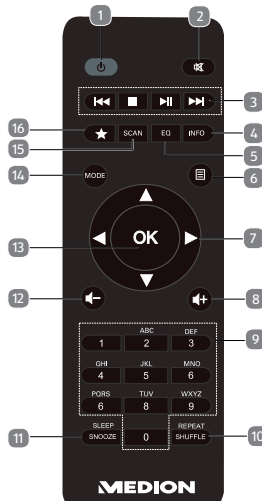 1
2
3
16
SCAN
EQ
INFO
4
15
5
14
MODE
6
13
OK
7
12
8
ABC
DEF
9
1
2
3
GHI
JKL
MNO
4
5
6
PQRS
TUV
WXYZ
6
8
9
11
SLEEP
SNOOZE
0
REPEAT
SHUFFLE
10
MEDION